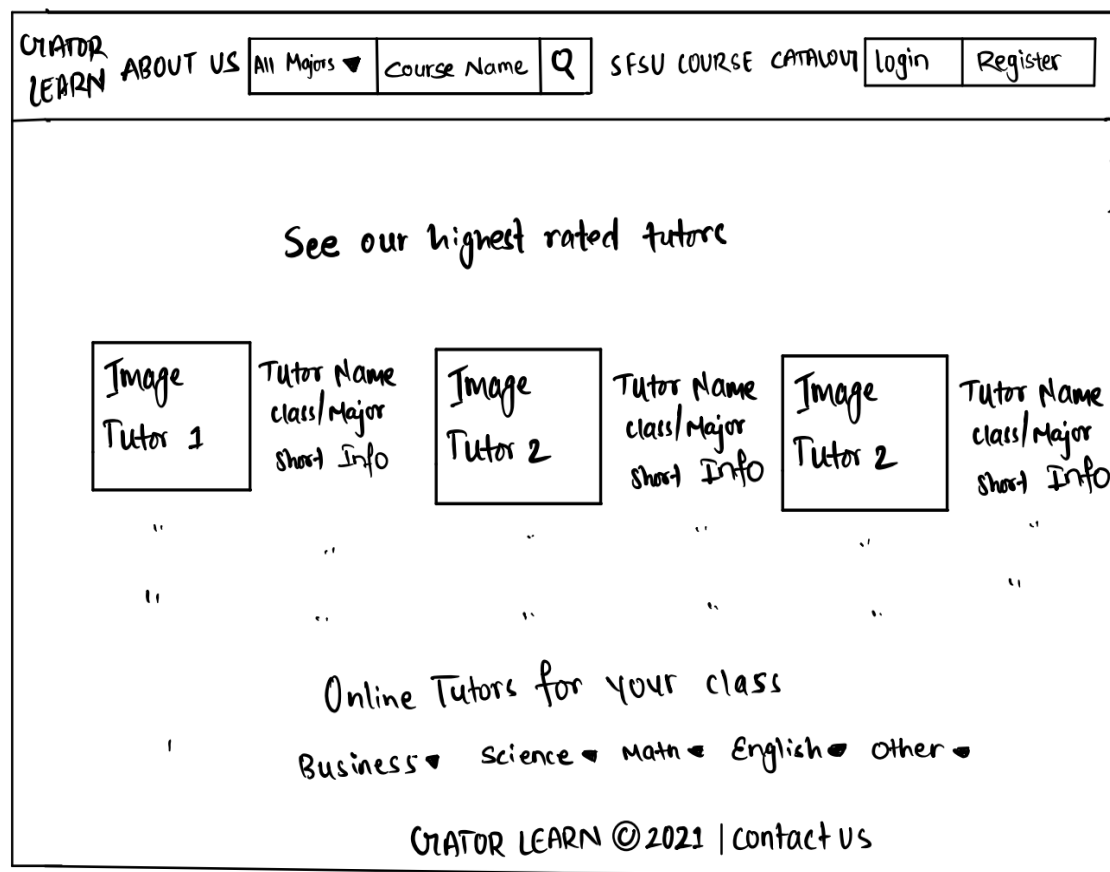 GATOR
LEARN
ABOUT US
All Majors
Course Name
SFSU COURSE CATALOG
login
Register
See our highest rated tutors
Image
Tutor 1
Tutor Name
class/Major
Short Info
Image
Tutor 2
Tutor Name
class/Major
Short Info
Image
Tutor 2
Tutor Name
class/Major
Short Info
" " " " " "
" " " " " "
Online Tutors for your class
Business Science Math English Other
GATOR LEARN © 2021 | contact us